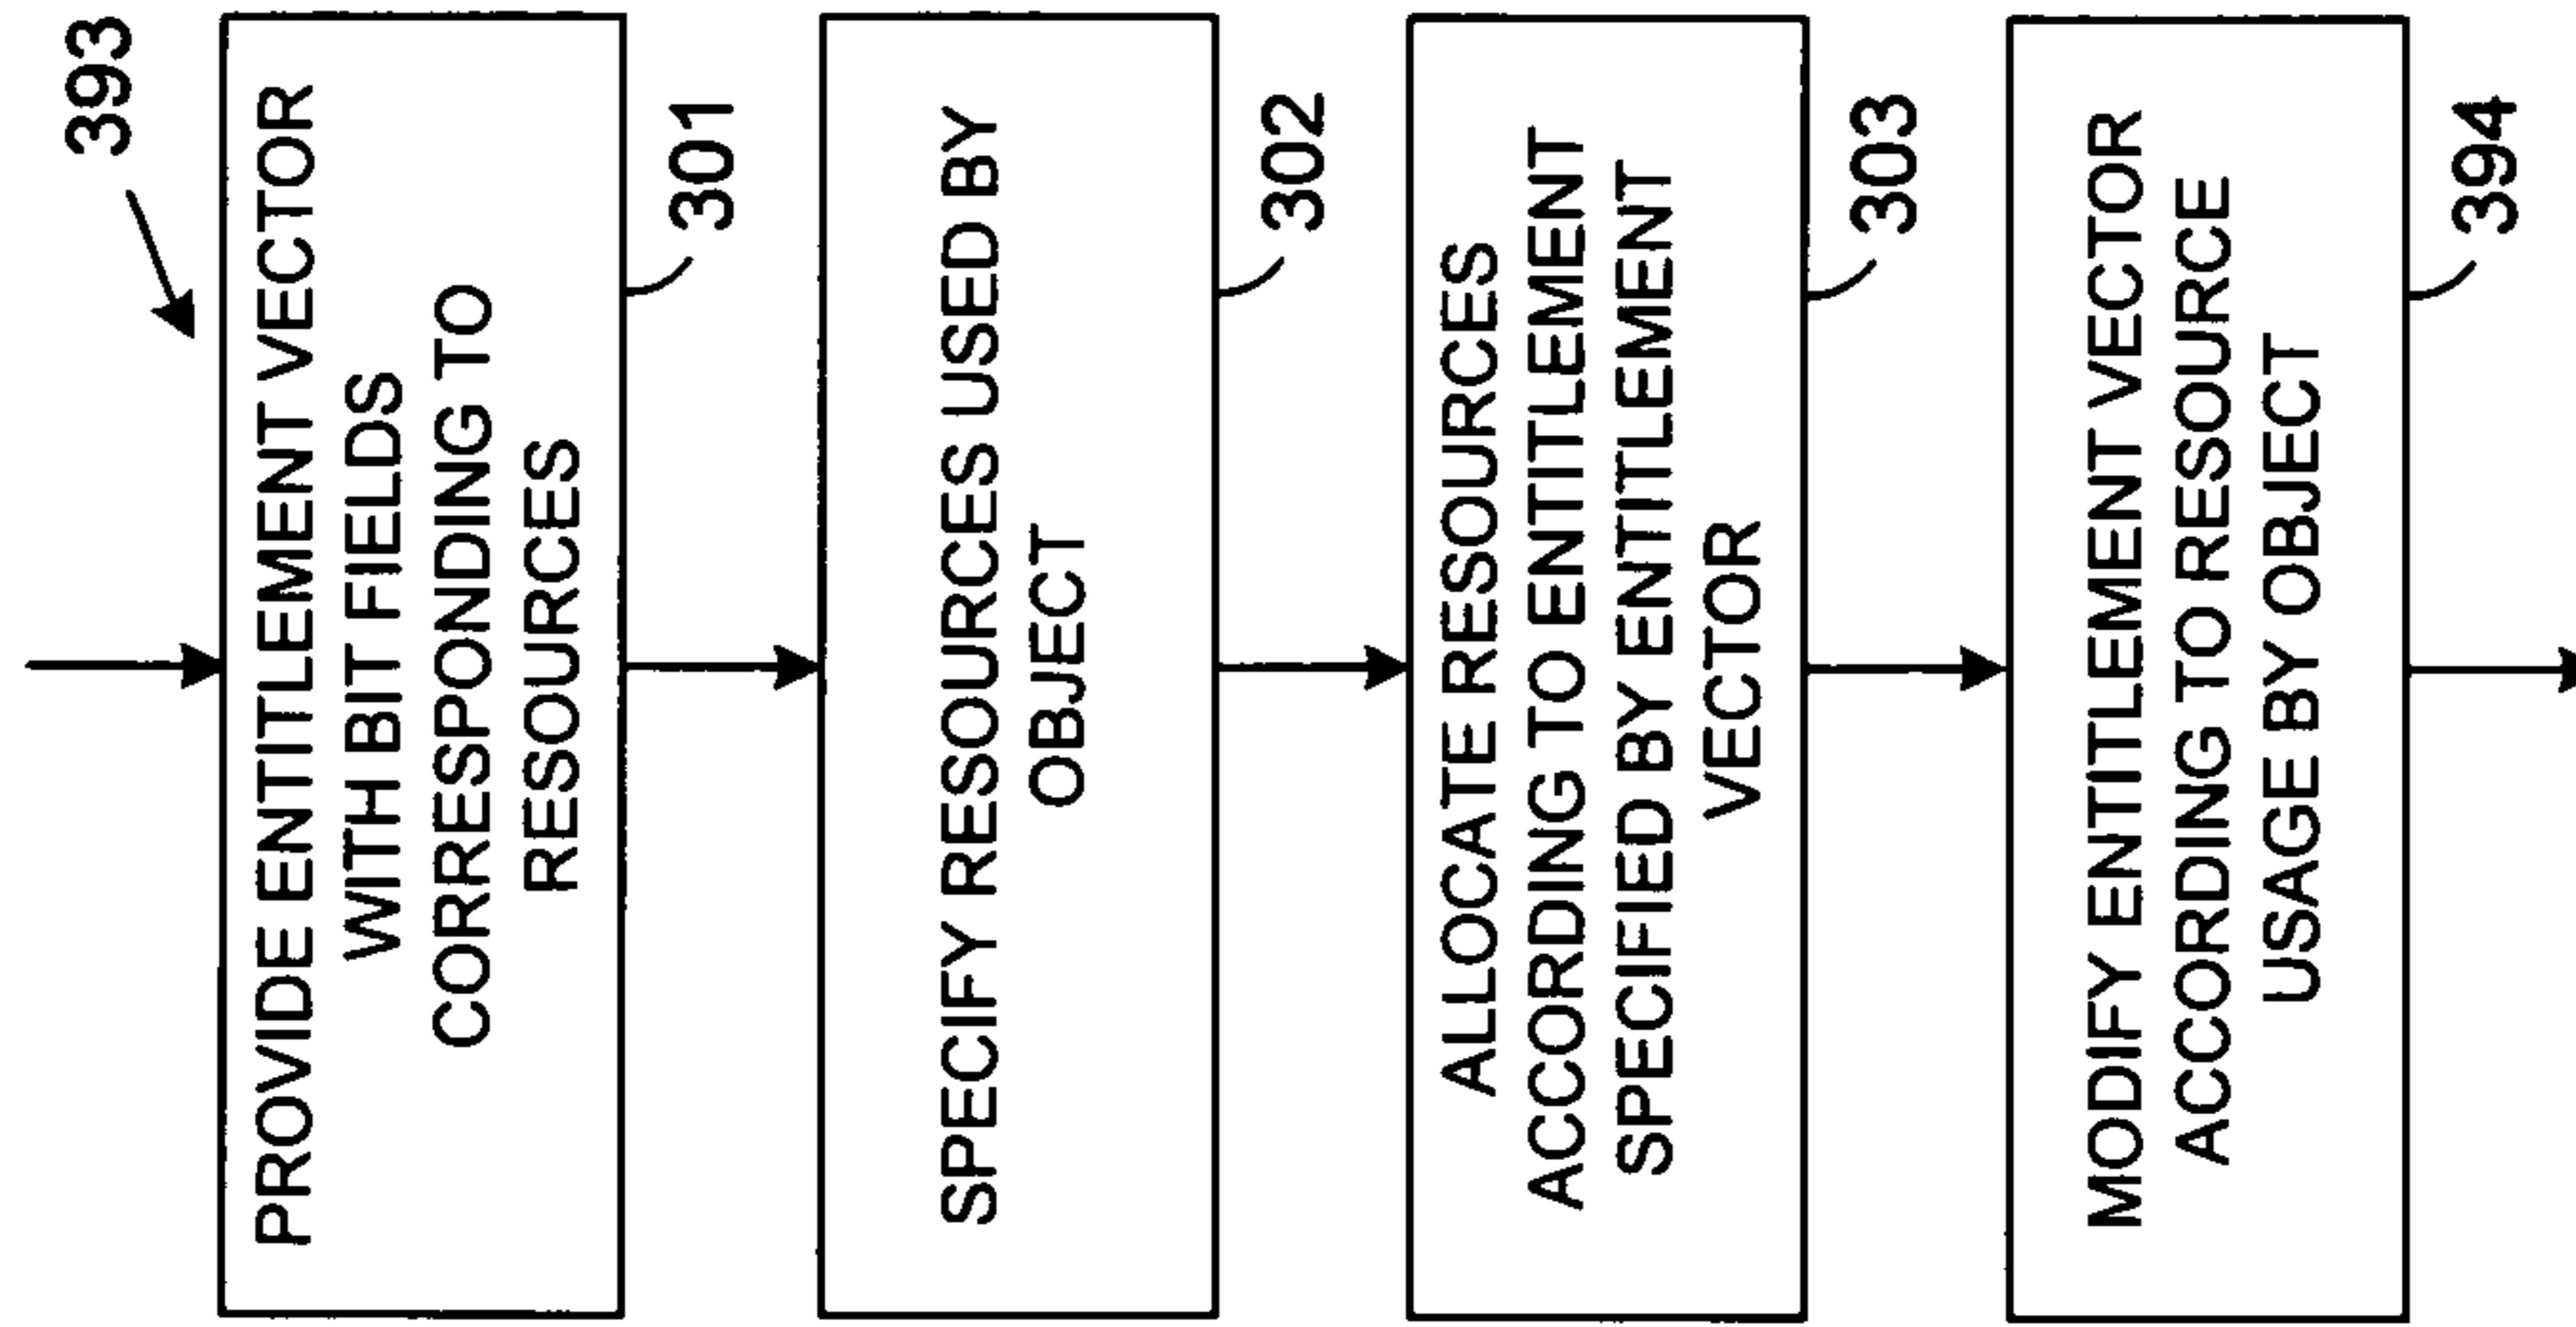 393
PROVIDE ENTITLEMENT VECTOR
WITH BIT FIELDS
CORRESPONDING TO
RESOURCES
301
SPECIFY RESOURCES USED BY
OBJECT
302
ALLOCATE RESOURCES
ACCORDING TO ENTITLEMENT
SPECIFIED BY ENTITLEMENT
VECTOR
303
MODIFY ENTITLEMENT VECTOR
ACCORDING TO RESOURCE
USAGE BY OBJECT
394